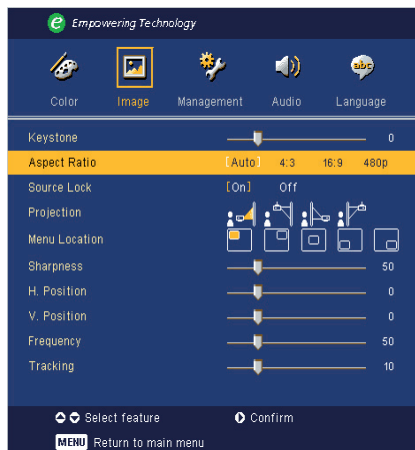 e Empowering Technology
Color Image Management Audio abc Language
Keystone 0
Aspect Ratio [Auto] 4:3 16:9 480p
Source Lock [On] Off
Projection
Menu Location
Sharpness 50
H. Position 0
V. Position 0
Frequency 50
Tracking 10
Select feature Confirm
MENU Return to main menu